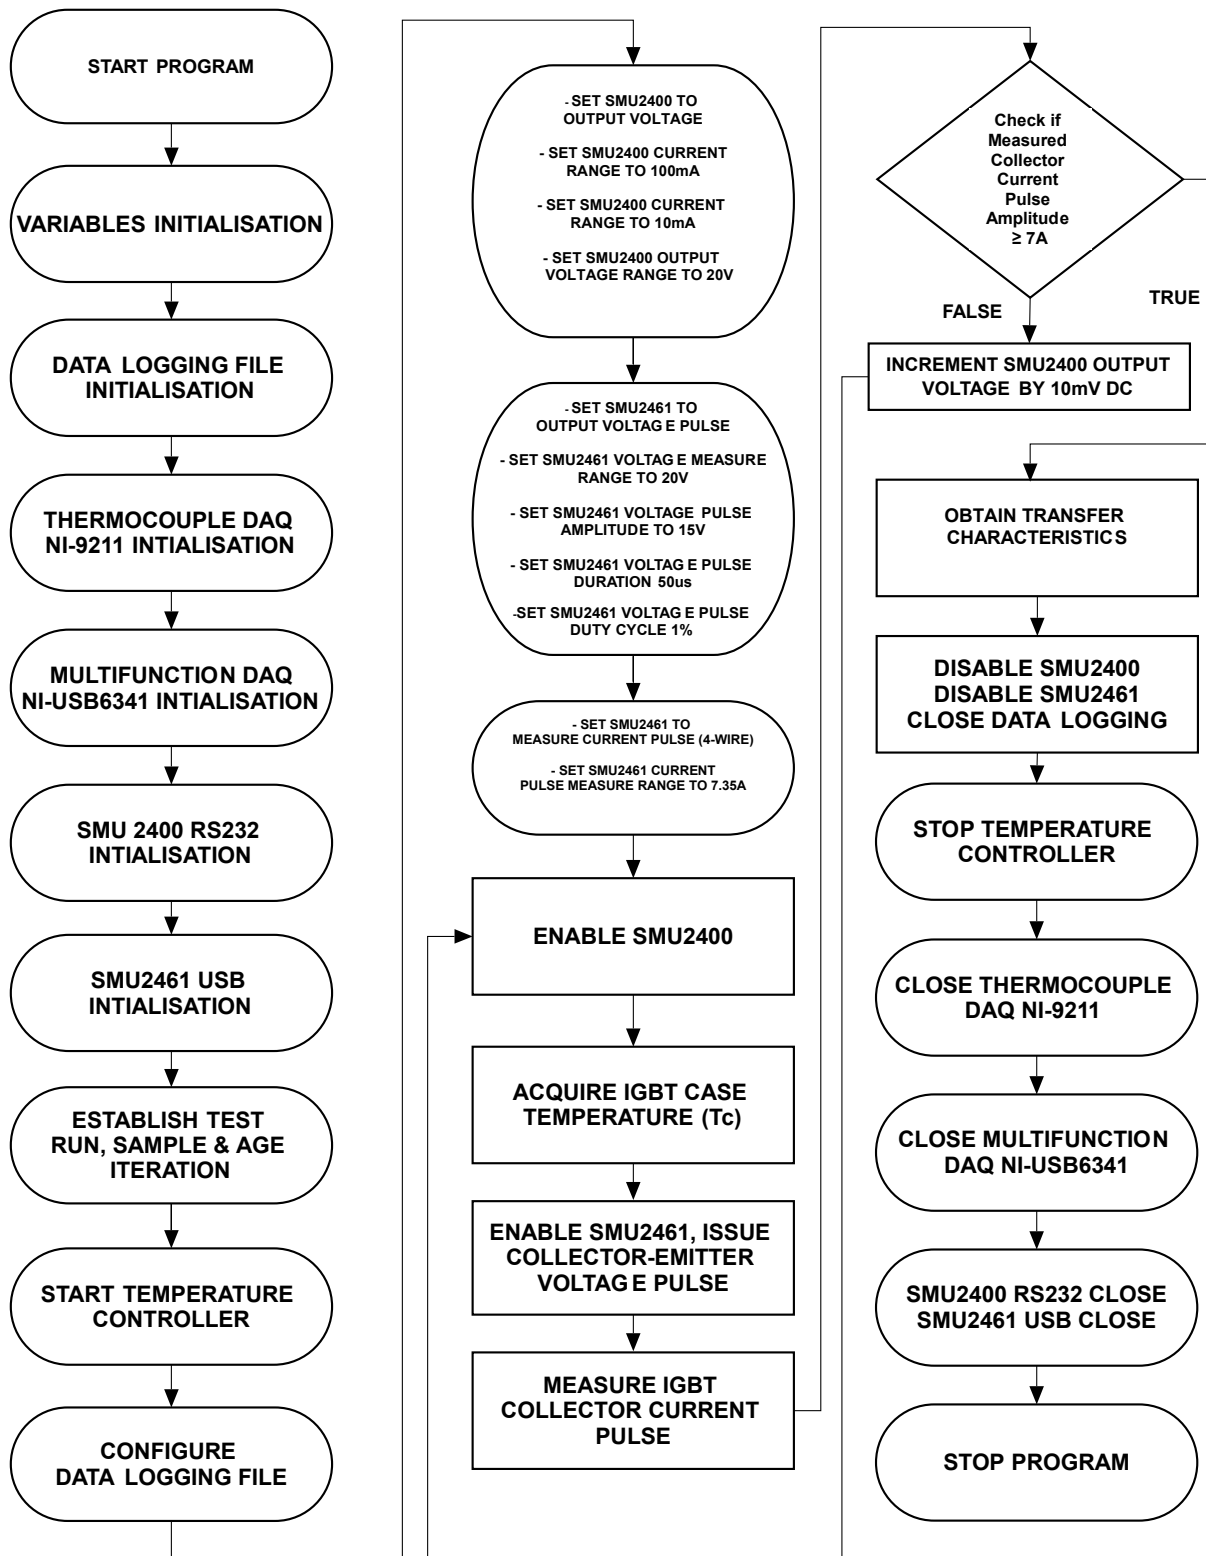 START PROGRAM
VARIABLES INITIALISATION
DATA LOGGING FILE
INITIALISATION
THERMOCOUPLE DAQ
NI-9211 INTIALISATION
MULTIFUNCTION DAQ
NI-USB6341 INTIALISATION
SMU 2400 RS232
INTIALISATION
SMU2461 USB
INTIALISATION
ESTABLISH TEST
RUN, SAMPLE & AGE
ITERATION
START TEMPERATURE
CONTROLLER
CONFIGURE
DATA LOGGING FILE
- SET SMU2400 TO
OUTPUT VOLTAGE
- SET SMU2400 CURRENT
RANGE TO 100mA
- SET SMU2400 CURRENT
RANGE TO 10mA
- SET SMU2400 OUTPUT
VOLTAGE RANGE TO 20V
- SET SMU2461 TO
OUTPUT VOLTAGE PULSE
- SET SMU2461 VOLTAGE MEASURE
RANGE TO 20V
- SET SMU2461 VOLTAGE PULSE
AMPLITUDE TO 15V
- SET SMU2461 VOLTAGE PULSE
DURATION 50us
-SET SMU2461 VOLTAGE PULSE
DUTY CYCLE 1%
- SET SMU2461 TO
MEASURE CURRENT PULSE (4-WIRE)
- SET SMU2461 CURRENT
PULSE MEASURE RANGE TO 7.35A
ENABLE SMU2400
ACQUIRE IGBT CASE
TEMPERATURE (Tc)
ENABLE SMU2461, ISSUE
COLLECTOR-EMITTER
VOLTAGE PULSE
MEASURE IGBT
COLLECTOR CURRENT
PULSE
Check if
Measured
Collector
Current
Pulse
Amplitude
≥ 7A
FALSE
TRUE
INCREMENT SMU2400 OUTPUT
VOLTAGE BY 10mV DC
OBTAIN TRANSFER
CHARACTERISTICS
DISABLE SMU2400
DISABLE SMU2461
CLOSE DATA LOGGING
STOP TEMPERATURE
CONTROLLER
CLOSE THERMOCOUPLE
DAQ NI-9211
CLOSE MULTIFUNCTION
DAQ NI-USB6341
SMU2400 RS232 CLOSE
SMU2461 USB CLOSE
STOP PROGRAM